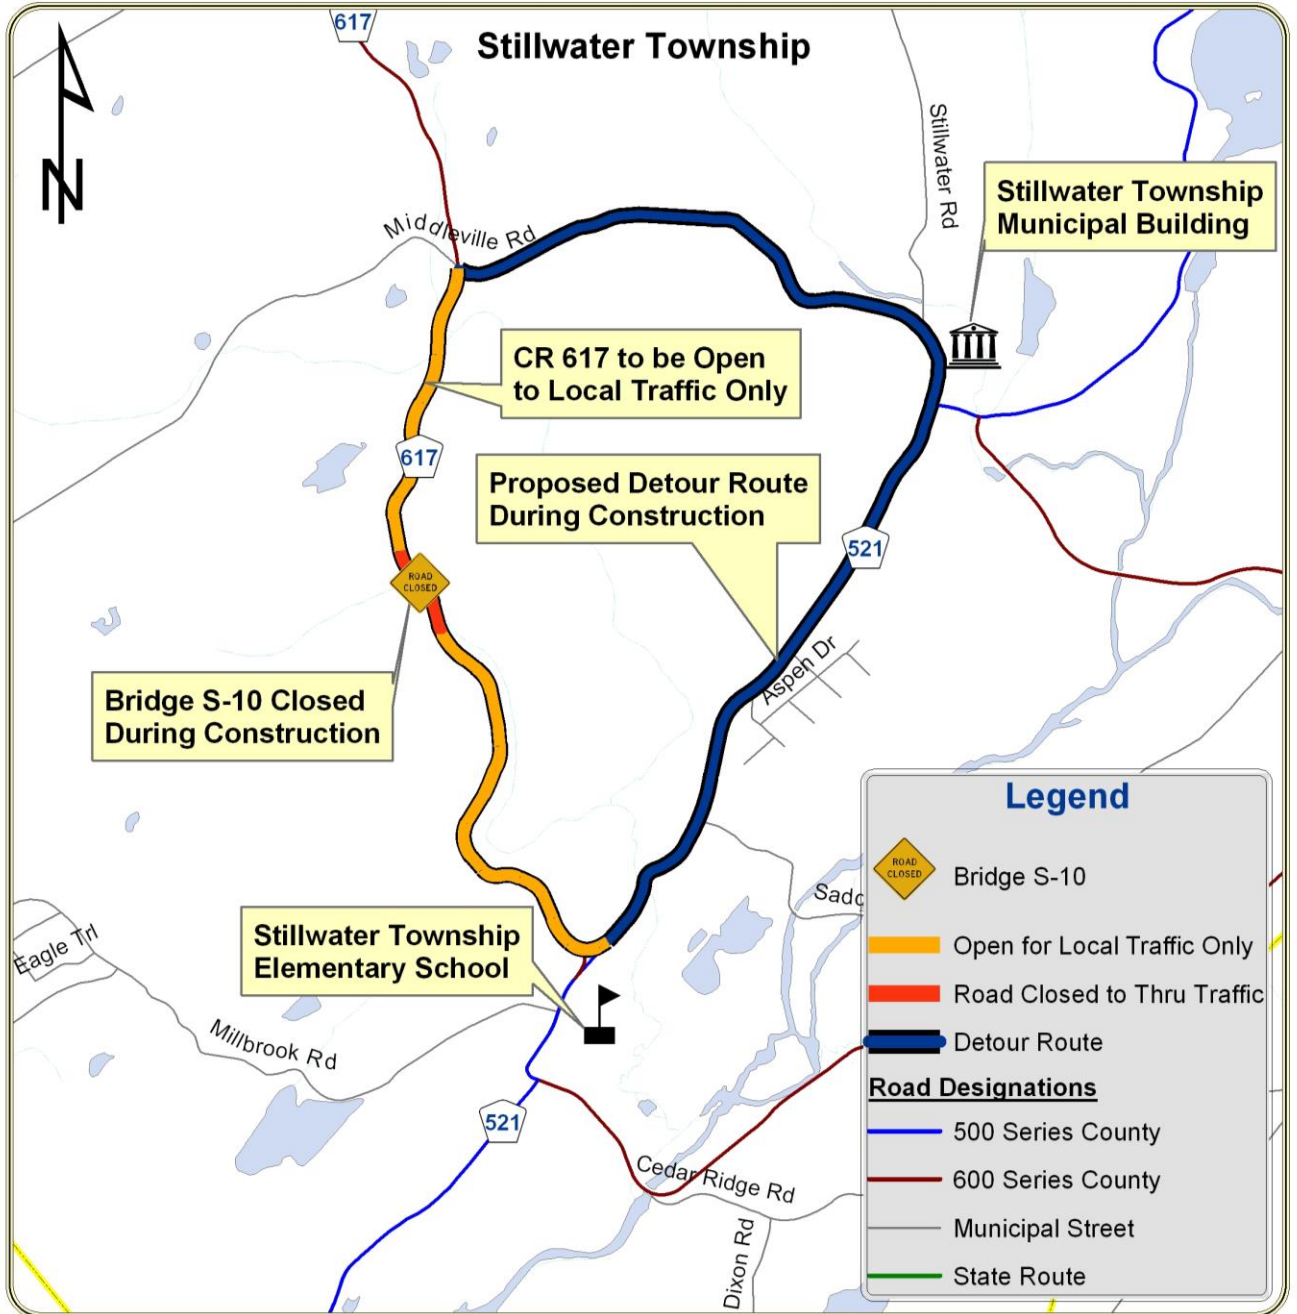 617
Stillwater Township
N
Stillwater Rd
Stillwater Township
Municipal Building
Middleville Rd
CR 617 to be Open
to Local Traffic Only
617
Proposed Detour Route
During Construction
521
ROAD
CLOSED
Aspen Dr
Bridge S-10 Closed
During Construction
Legend
ROAD
CLOSED
Bridge S-10
Open for Local Traffic Only
Road Closed to Thru Traffic
Detour Route
Road Designations
500 Series County
600 Series County
Municipal Street
State Route
Stillwater Township
Elementary School
Eagle Trl
Millbrook Rd
521
Cedar Ridge Rd
Dixon Rd